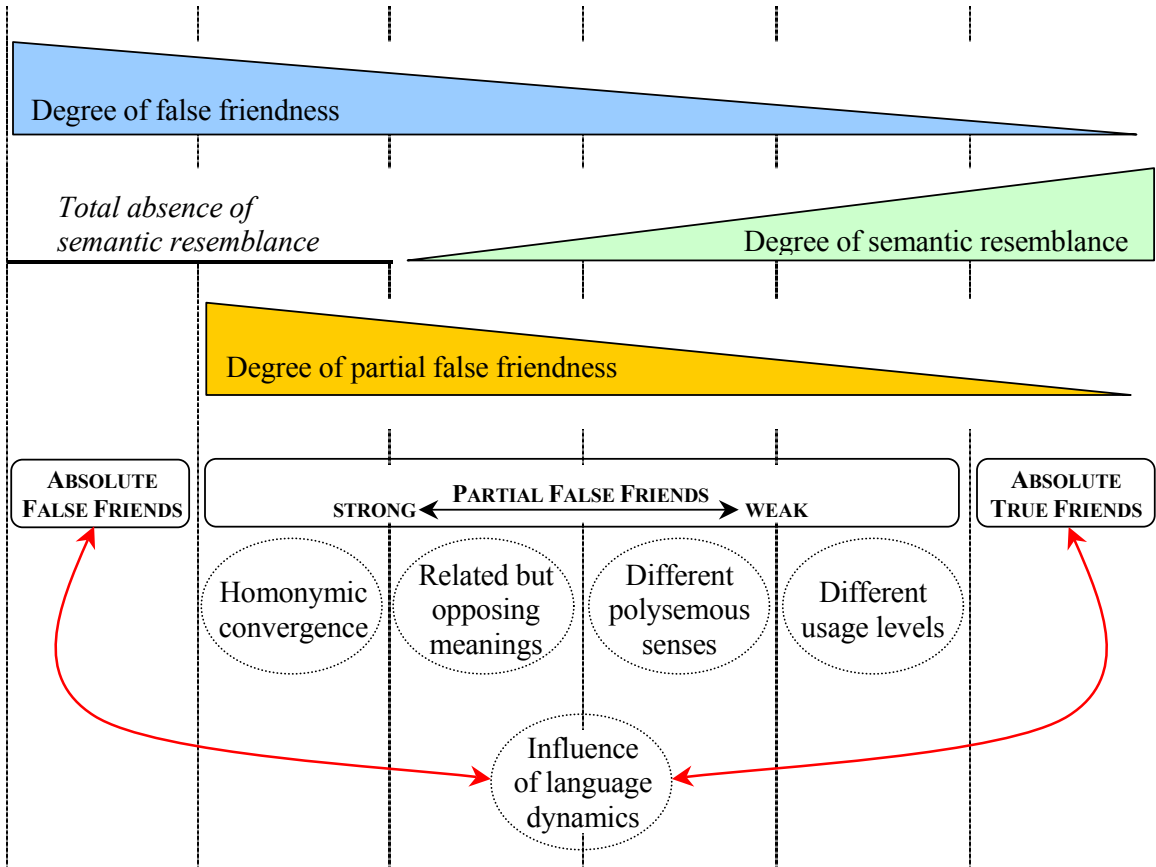 Degree of false friendness
Total absence of
semantic resemblance
Degree of semantic resemblance
Degree of partial false friendness
ABSOLUTE
FALSE FRIENDS
PARTIAL FALSE FRIENDS
STRONG
WEAK
ABSOLUTE
TRUE FRIENDS
Homonymic
convergence
Related but
opposing
meanings
Different
polysemous
senses
Different
usage levels
Influence
of language
dynamics